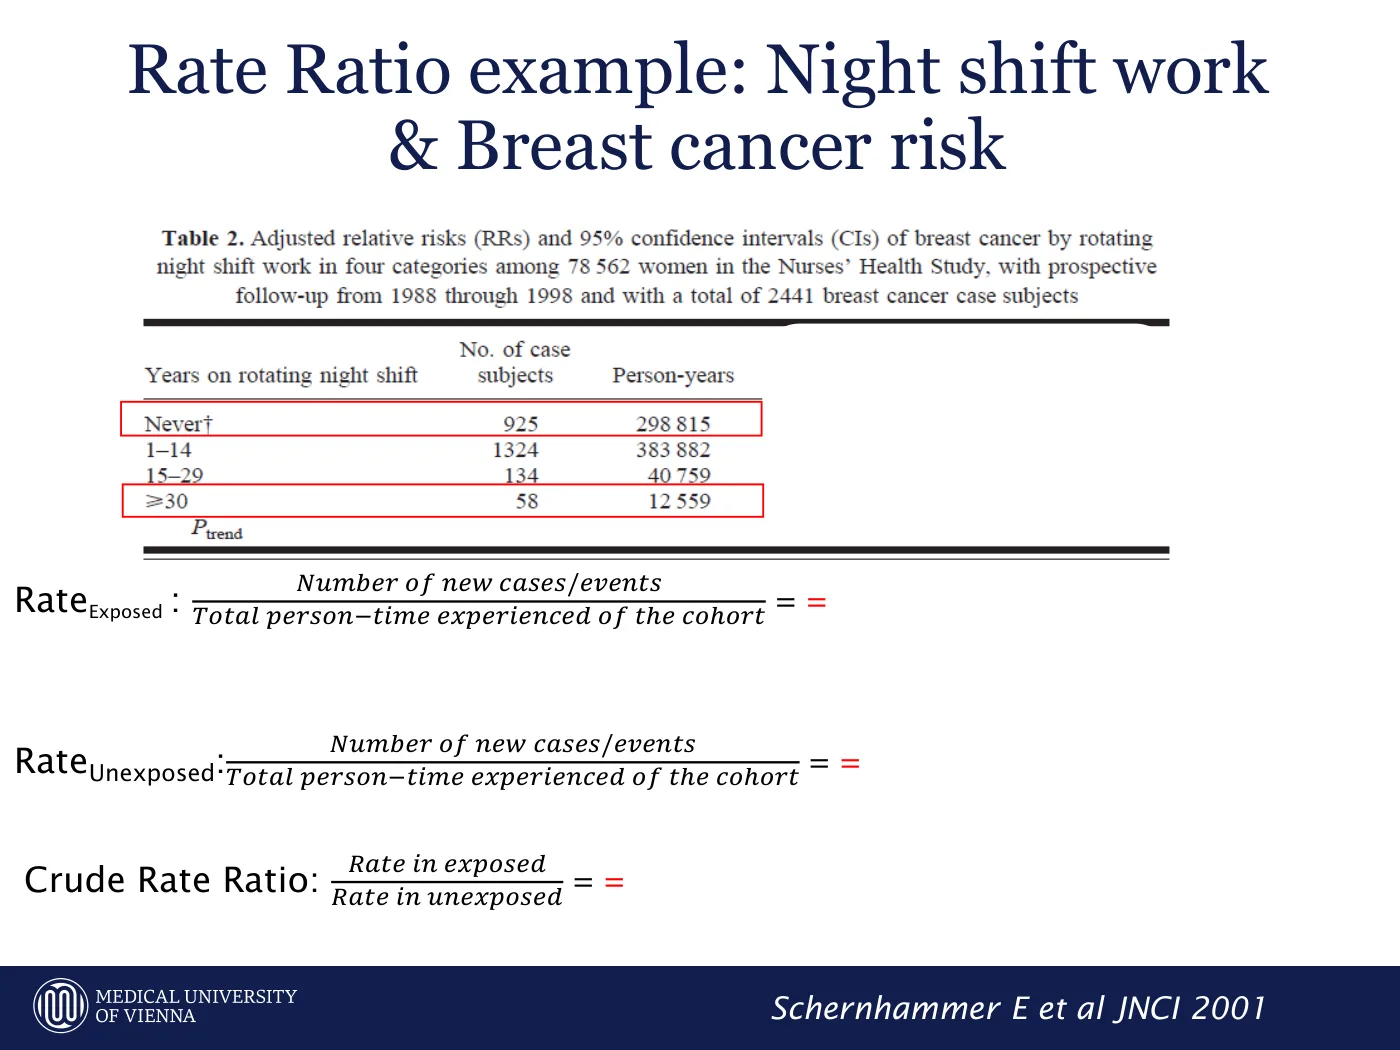 Rate Ratio example: Night shift work
& Breast cancer risk
Table 2. Adjusted relative risks (RRs) and 95% confidence intervals (CIs) of breast cancer by rotating
night shift work in four categories among 78 562 women in the Nurses' Health Study, with prospective
follow-up from 1988 through 1998 and with a total of 2441 breast cancer case subjects
No. of case
Years on rotating night shift subjects Person-years
Never† 925 298 815
1–14 1324 383 882
15–29 134 40 759
⩾30 58 12 559
Ptrend
RateExposed : Number of new cases/events / Total person−time experienced of the cohort = =
RateUnexposed: Number of new cases/events / Total person−time experienced of the cohort = =
Crude Rate Ratio: Rate in exposed / Rate in unexposed = =
MEDICAL UNIVERSITY
OF VIENNA
Schernhammer E et al JNCI 2001